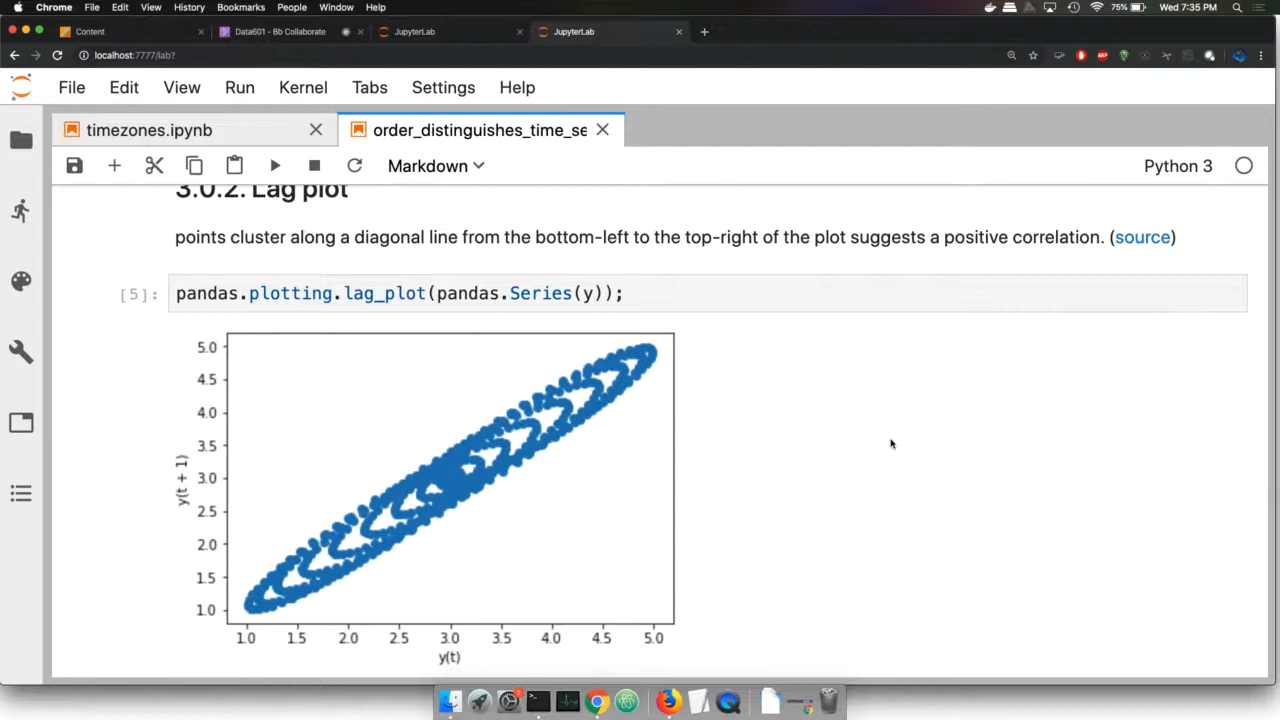 Chrome File Edit View History Bookmarks People Window Help 75% Wed 7:35 PM
Content Data601 - Bb Collaborate JupyterLab JupyterLab
localhost:7777/lab? ABP
File Edit View Run Kernel Tabs Settings Help
timezones.ipynb order_distinguishes_time_se
Markdown Python 3
3.0.2. Lag plot
points cluster along a diagonal line from the bottom-left to the top-right of the plot suggests a positive correlation. (source)
[5]: pandas.plotting.lag_plot(pandas.Series(y));
5.0
4.5
4.0
3.5
3.0
2.5
2.0
1.5
1.0
y(t + 1)
1.0 1.5 2.0 2.5 3.0 3.5 4.0 4.5 5.0
y(t)